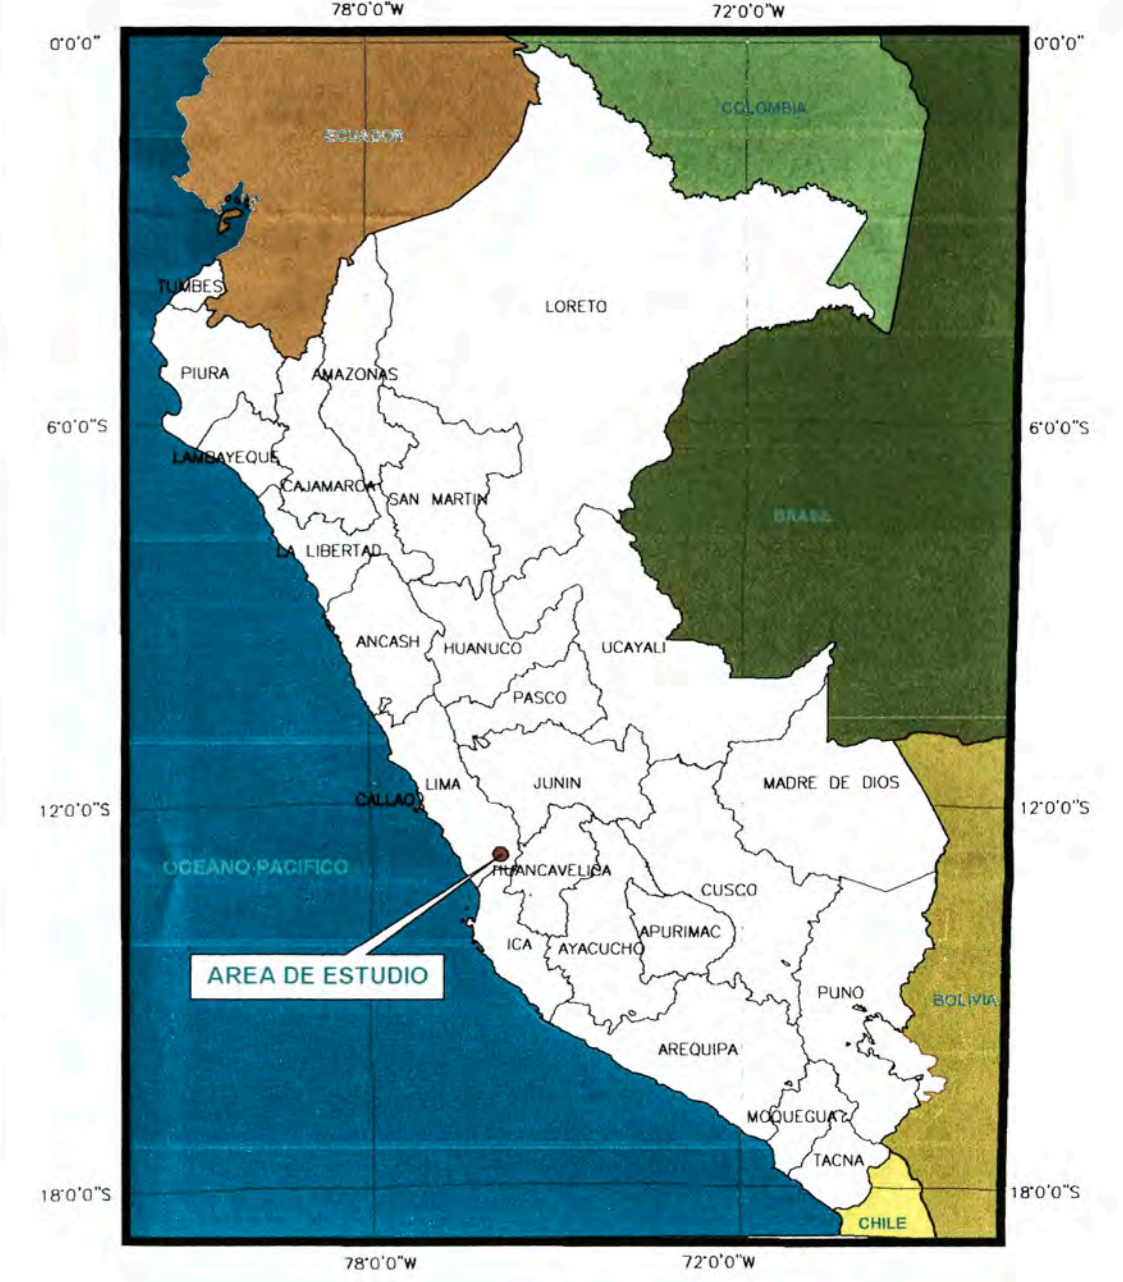 78°0'0"W
72°0'0"W
0°0'0"
0°0'0"
COLOMBIA
ECUADOR
TUMBES
LORETO
PIURA
AMAZONAS
6°0'0"S
6°0'0"S
LAMBAYEQUE
CAJAMARCA
SAN MARTIN
BRASIL
LA LIBERTAD
ANCASH
HUANUCO
UCAYALI
PASCO
LIMA
JUNIN
MADRE DE DIOS
CALLAO
12°0'0"S
12°0'0"S
OCEANO PACIFICO
HUANCAVELICA
CUSCO
APURIMAC
ICA
AYACUCHO
AREA DE ESTUDIO
PUNO
BOLIVIA
AREQUIPA
MOQUEGUA
TACNA
18°0'0"S
18°0'0"S
CHILE
78°0'0"W
72°0'0"W